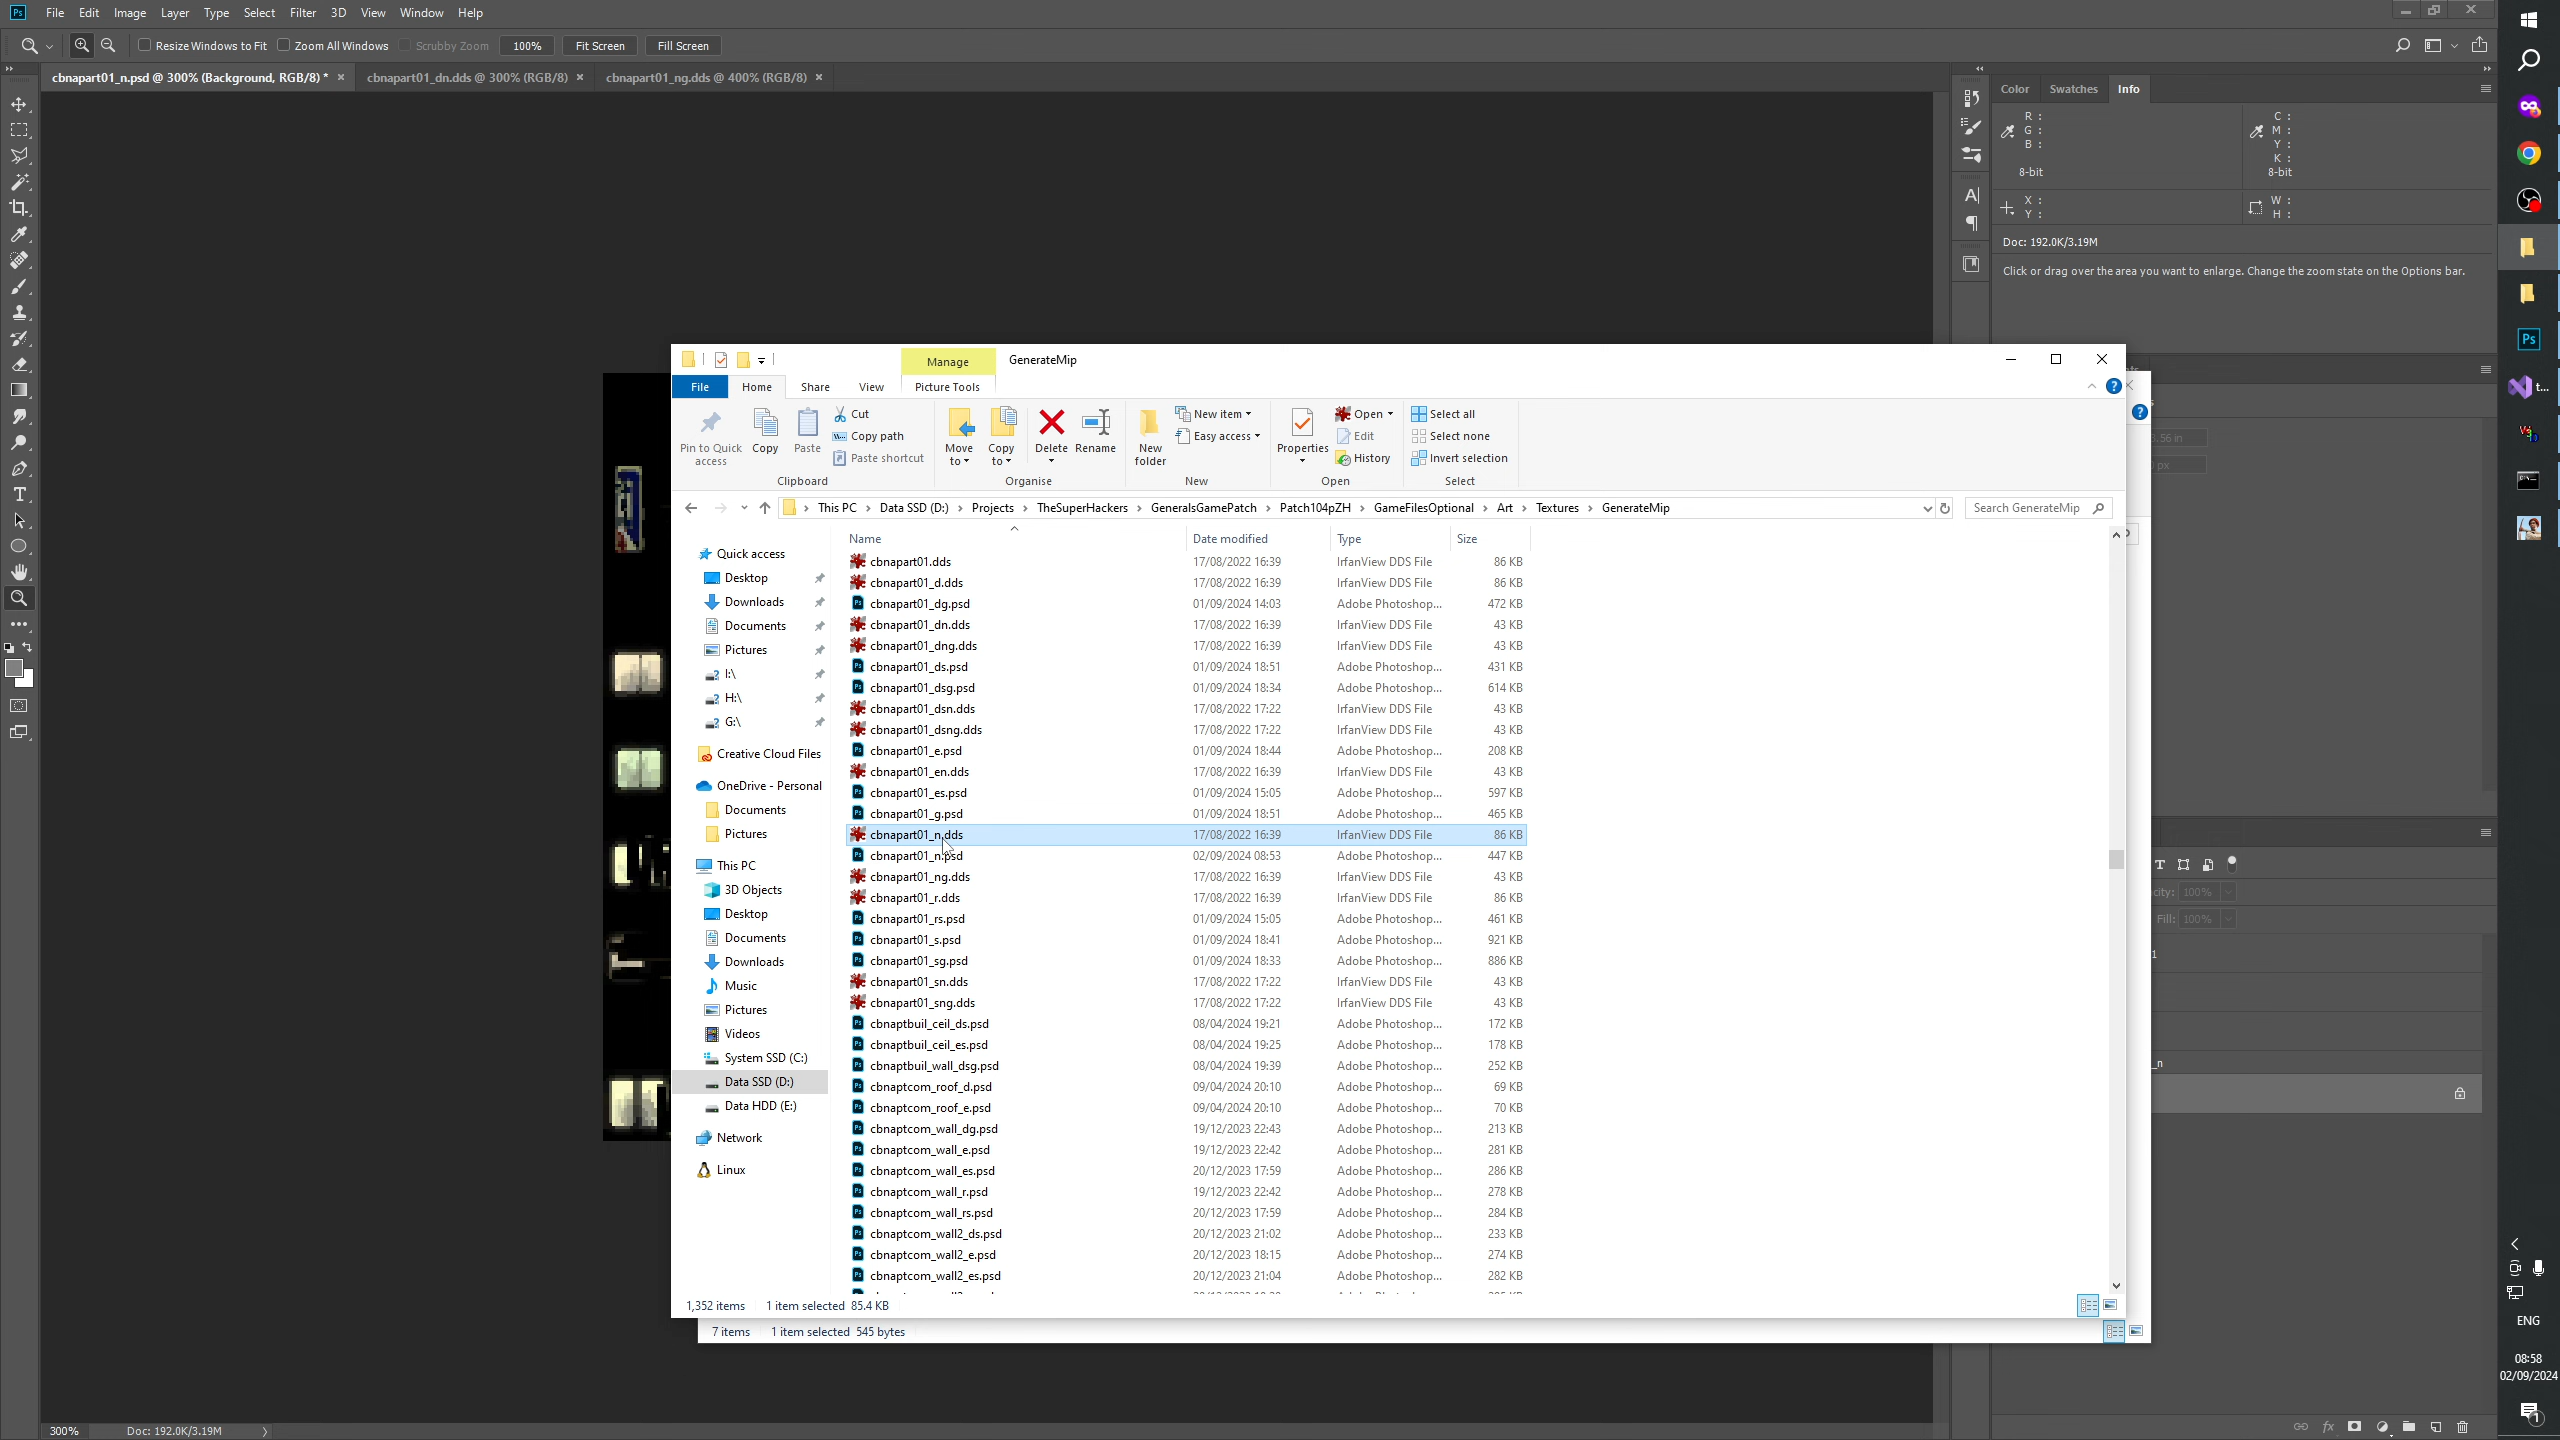 Ps File Edit Image Layer Type Select Filter 3D View Window Help
Resize Windows to Fit Zoom All Windows Scrubby Zoom 100% Fit Screen Fill Screen
cbnapart01_n.psd @ 300% (Background, RGB/8) * cbnapart01_dn.dds @ 300% (RGB/8) cbnapart01_ng.dds @ 400% (RGB/8)
Color Swatches Info
R : C :
G : M :
B : Y :
K :
8-bit 8-bit
X : W :
Y : H :
Doc: 192.0K/3.19M
Click or drag over the area you want to enlarge. Change the zoom state on the Options bar.
Manage GenerateMip
File Home Share View Picture Tools
Pin to Quick access
Copy
Paste
Cut
Copy path
Paste shortcut
Clipboard
Move to
Copy to
Delete
Rename
Organise
New folder
New item
Easy access
New
Properties
Open
Edit
History
Open
Select all
Select none
Invert selection
Select
This PC Data SSD (D:) Projects TheSuperHackers GeneralsGamePatch Patch104pZH GameFilesOptional Art Textures GenerateMip
Search GenerateMip
Quick access
Desktop
Downloads
Documents
Pictures
I:\
H:\
G:\
Creative Cloud Files
OneDrive - Personal
Documents
Pictures
This PC
3D Objects
Desktop
Documents
Downloads
Music
Pictures
Videos
System SSD (C:)
Data SSD (D:)
Data HDD (E:)
Network
Linux
Name Date modified Type Size
cbnapart01.dds 17/08/2022 16:39 IrfanView DDS File 86 KB
cbnapart01_d.dds 17/08/2022 16:39 IrfanView DDS File 86 KB
cbnapart01_dg.psd 01/09/2024 14:03 Adobe Photoshop... 472 KB
cbnapart01_dn.dds 17/08/2022 16:39 IrfanView DDS File 43 KB
cbnapart01_dng.dds 17/08/2022 16:39 IrfanView DDS File 43 KB
cbnapart01_ds.psd 01/09/2024 18:51 Adobe Photoshop... 431 KB
cbnapart01_dsg.psd 01/09/2024 18:34 Adobe Photoshop... 614 KB
cbnapart01_dsn.dds 17/08/2022 17:22 IrfanView DDS File 43 KB
cbnapart01_dsng.dds 17/08/2022 17:22 IrfanView DDS File 43 KB
cbnapart01_e.psd 01/09/2024 18:44 Adobe Photoshop... 208 KB
cbnapart01_en.dds 17/08/2022 16:39 IrfanView DDS File 43 KB
cbnapart01_es.psd 01/09/2024 15:05 Adobe Photoshop... 597 KB
cbnapart01_g.psd 01/09/2024 18:51 Adobe Photoshop... 465 KB
cbnapart01_n.dds 17/08/2022 16:39 IrfanView DDS File 86 KB
cbnapart01_n.psd 02/09/2024 08:53 Adobe Photoshop... 447 KB
cbnapart01_ng.dds 17/08/2022 16:39 IrfanView DDS File 43 KB
cbnapart01_r.dds 17/08/2022 16:39 IrfanView DDS File 86 KB
cbnapart01_rs.psd 01/09/2024 15:05 Adobe Photoshop... 461 KB
cbnapart01_s.psd 01/09/2024 18:41 Adobe Photoshop... 921 KB
cbnapart01_sg.psd 01/09/2024 18:33 Adobe Photoshop... 886 KB
cbnapart01_sn.dds 17/08/2022 17:22 IrfanView DDS File 43 KB
cbnapart01_sng.dds 17/08/2022 17:22 IrfanView DDS File 43 KB
cbnaptbuil_ceil_ds.psd 08/04/2024 19:21 Adobe Photoshop... 172 KB
cbnaptbuil_ceil_es.psd 08/04/2024 19:25 Adobe Photoshop... 178 KB
cbnaptbuil_wall_dsg.psd 08/04/2024 19:39 Adobe Photoshop... 252 KB
cbnaptcom_roof_d.psd 09/04/2024 20:10 Adobe Photoshop... 69 KB
cbnaptcom_roof_e.psd 09/04/2024 20:10 Adobe Photoshop... 70 KB
cbnaptcom_wall_dg.psd 19/12/2023 22:43 Adobe Photoshop... 213 KB
cbnaptcom_wall_e.psd 19/12/2023 22:42 Adobe Photoshop... 281 KB
cbnaptcom_wall_es.psd 20/12/2023 17:59 Adobe Photoshop... 286 KB
cbnaptcom_wall_r.psd 19/12/2023 22:42 Adobe Photoshop... 278 KB
cbnaptcom_wall_rs.psd 20/12/2023 17:59 Adobe Photoshop... 284 KB
cbnaptcom_wall2_ds.psd 20/12/2023 21:02 Adobe Photoshop... 233 KB
cbnaptcom_wall2_e.psd 20/12/2023 18:15 Adobe Photoshop... 274 KB
cbnaptcom_wall2_es.psd 20/12/2023 21:04 Adobe Photoshop... 282 KB
1,352 items 1 item selected 85.4 KB
7 items 1 item selected 545 bytes
100%
Fill: 100%
_n
300% Doc: 192.0K/3.19M
Ps
t...
ENG
08:58
02/09/2024
1